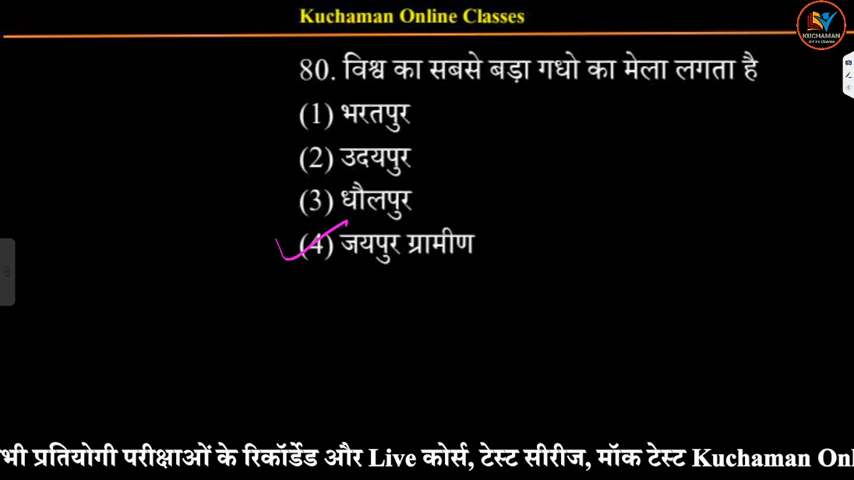 Kuchaman Online Classes
KUCHAMAN
80. विश्व का सबसे बड़ा गधो का मेला लगता है
(1) भरतपुर
(2) उदयपुर
(3) धौलपुर
(4) जयपुर ग्रामीण
भी प्रतियोगी परीक्षाओं के रिकॉर्डेड और Live कोर्स, टेस्ट सीरीज, मॉक टेस्ट Kuchaman Onl